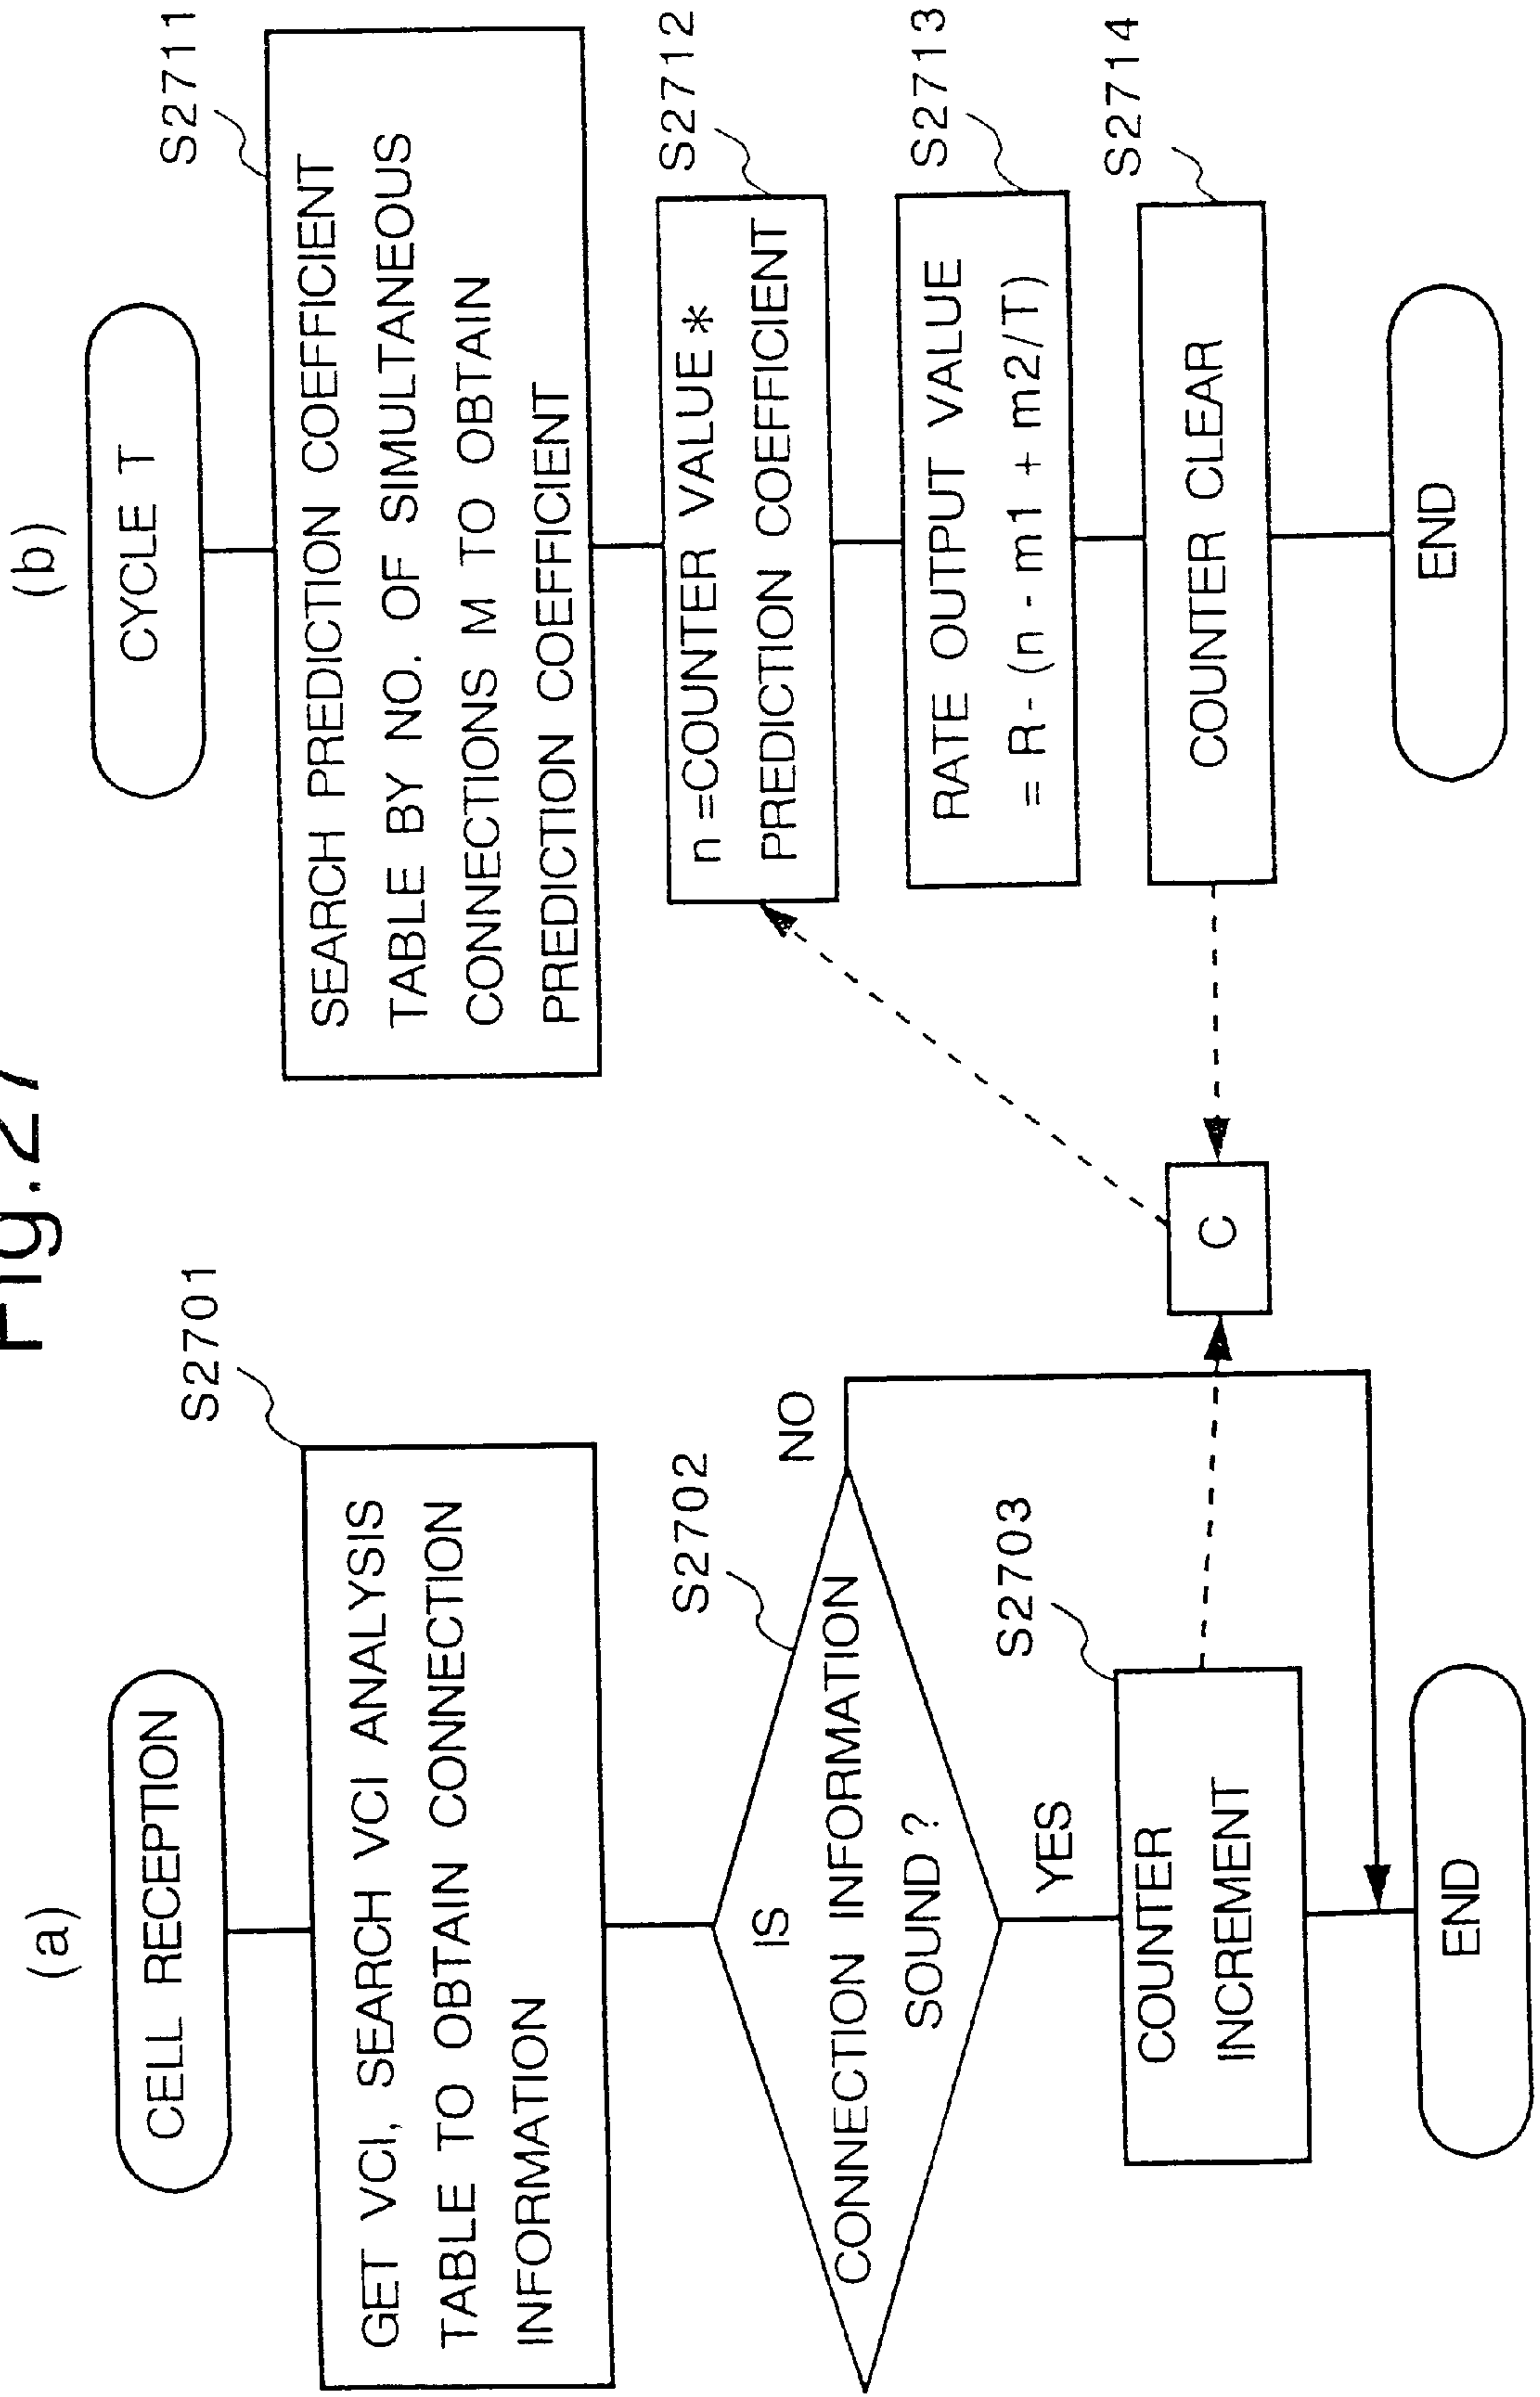 Fig.27
(a)
CELL RECEPTION
S2701
GET VCI, SEARCH VCI ANALYSIS
TABLE TO OBTAIN CONNECTION
INFORMATION
S2702
IS
CONNECTION INFORMATION
SOUND ?
NO
YES
S2703
COUNTER
INCREMENT
END
C
(b)
CYCLE T
S2711
SEARCH PREDICTION COEFFICIENT
TABLE BY NO. OF SIMULTANEOUS
CONNECTIONS M TO OBTAIN
PREDICTION COEFFICIENT
S2712
n =COUNTER VALUE *
PREDICTION COEFFICIENT
S2713
RATE OUTPUT VALUE
= R - (n - m1 + m2/T)
S2714
COUNTER CLEAR
END